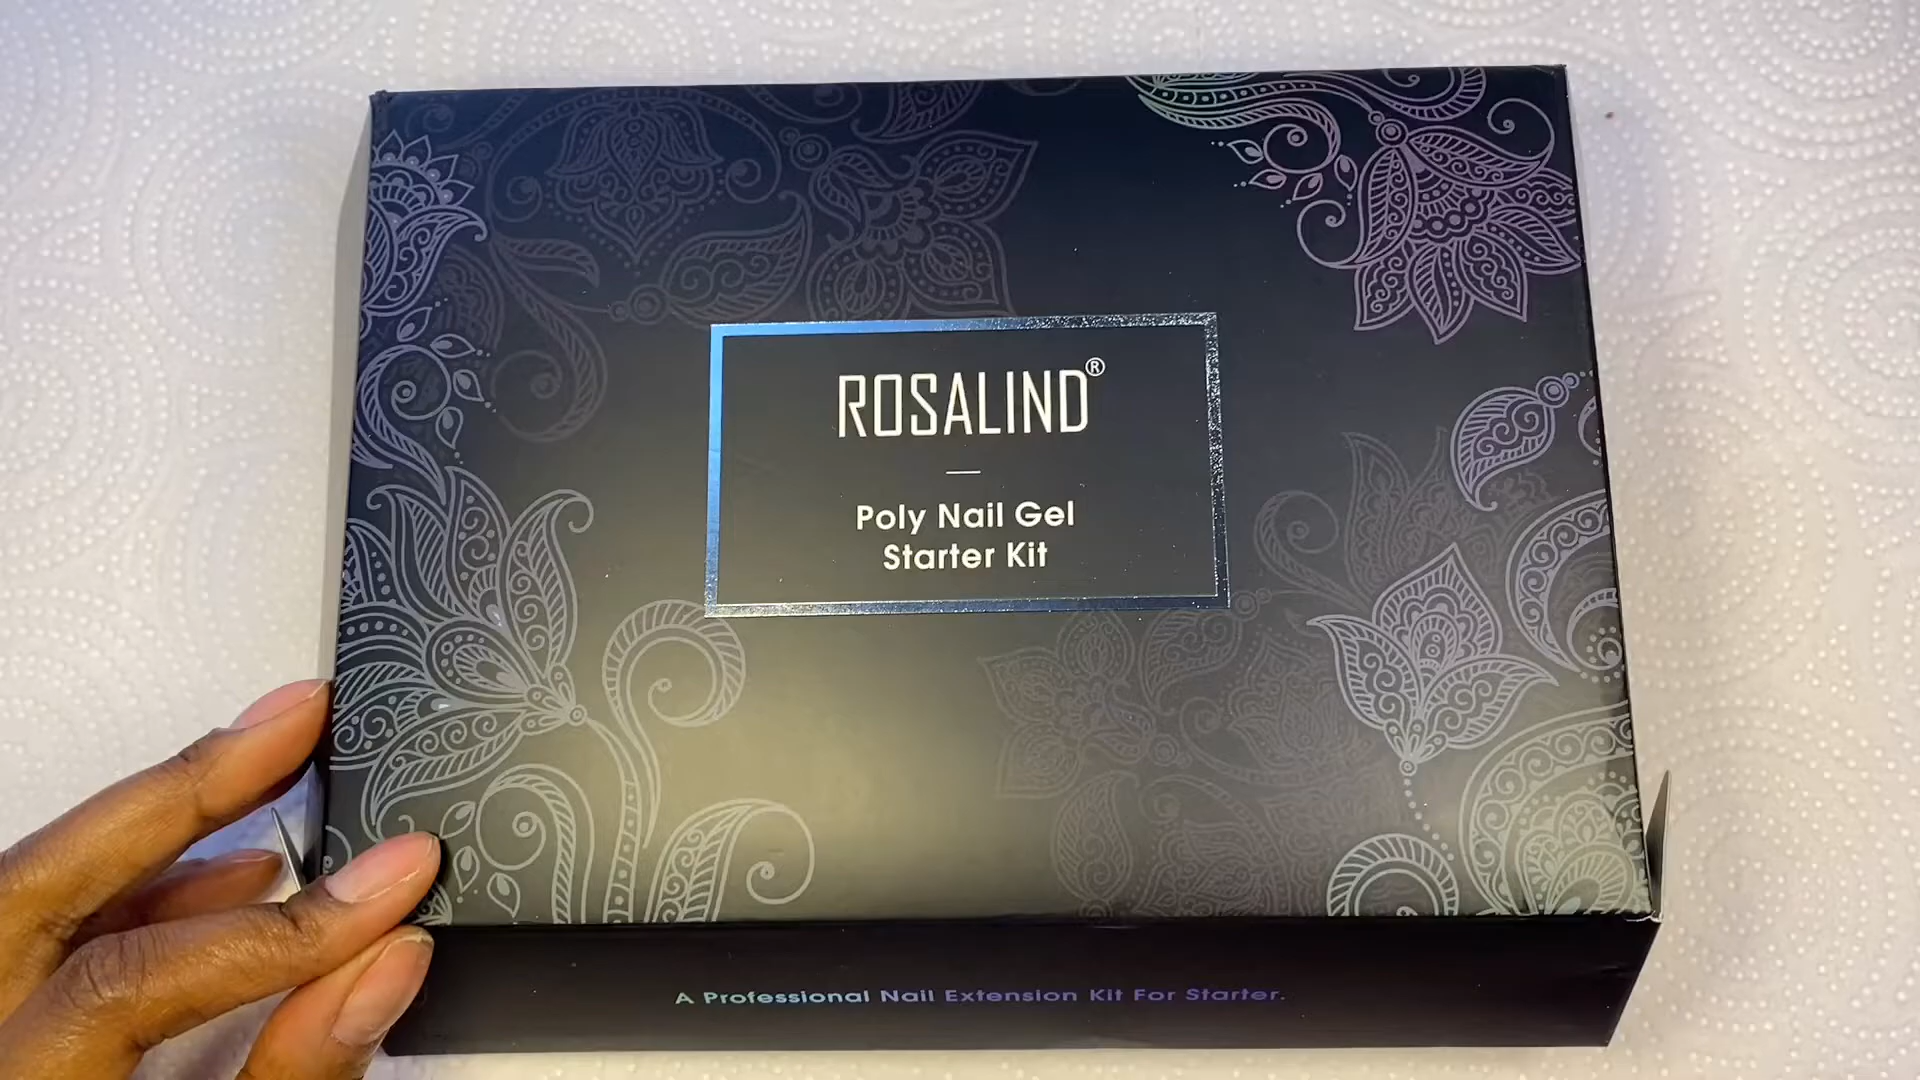 ROSALIND®
Poly Nail Gel
Starter Kit
A Professional Nail Extension Kit For Starter.